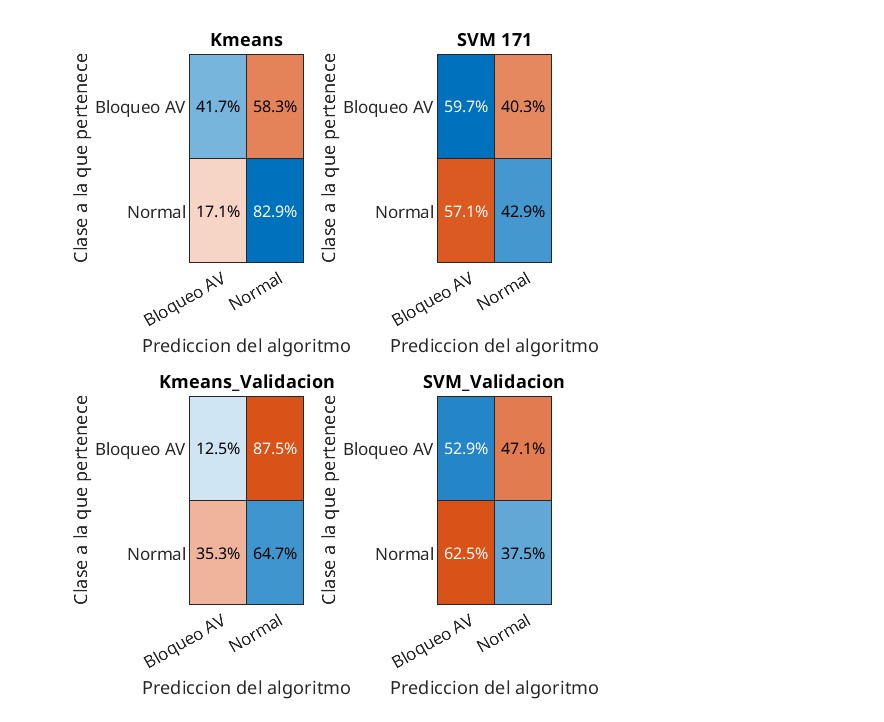 Kmeans
Clase a la que pertenece
Bloqueo AV 41.7% 58.3%
Normal 17.1% 82.9%
Bloqueo AV Normal
Prediccion del algoritmo
SVM 171
Clase a la que pertenece
Bloqueo AV 59.7% 40.3%
Normal 57.1% 42.9%
Bloqueo AV Normal
Prediccion del algoritmo
Kmeans_Validacion
Clase a la que pertenece
Bloqueo AV 12.5% 87.5%
Normal 35.3% 64.7%
Bloqueo AV Normal
Prediccion del algoritmo
SVM_Validacion
Clase a la que pertenece
Bloqueo AV 52.9% 47.1%
Normal 62.5% 37.5%
Bloqueo AV Normal
Prediccion del algoritmo